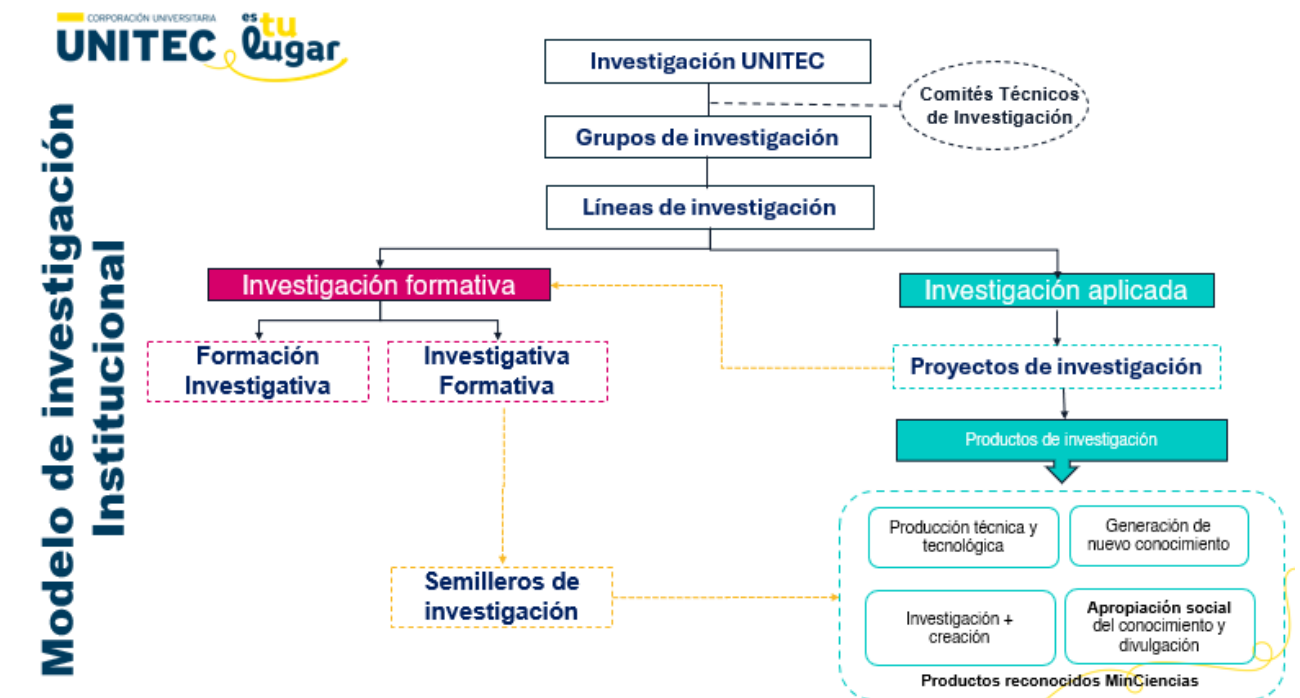 CORPORACIÓN UNIVERSITARIA
UNITEC
es tu
lugar
Modelo de investigación
Institucional
Investigación UNITEC
Comités Técnicos
de Investigación
Grupos de investigación
Líneas de investigación
Investigación formativa
Investigación aplicada
Formación
Investigativa
Investigativa
Formativa
Proyectos de investigación
Productos de investigación
Producción técnica y
tecnológica
Generación de
nuevo conocimiento
Semilleros de
investigación
Investigación +
creación
Apropiación social
del conocimiento y
divulgación
Productos reconocidos MinCiencias